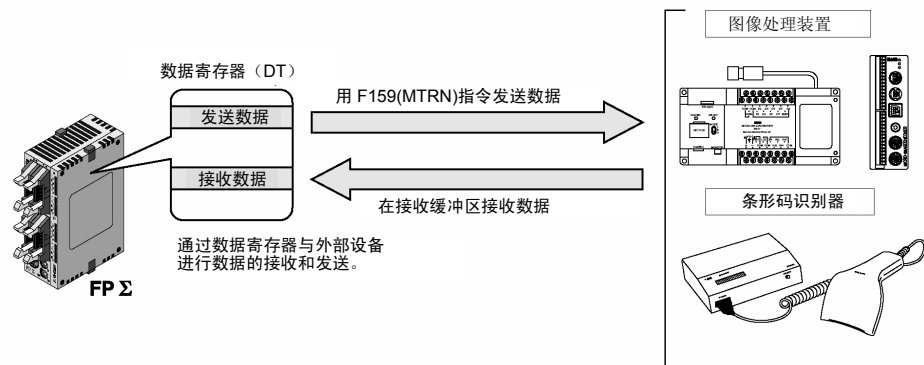 图像处理装置
数据寄存器（DT）
用 F159(MTRN)指令发送数据
发送数据
接收数据
在接收缓冲区接收数据
条形码识别器
通过数据寄存器与外部设备
进行数据的接收和发送。
FPΣ